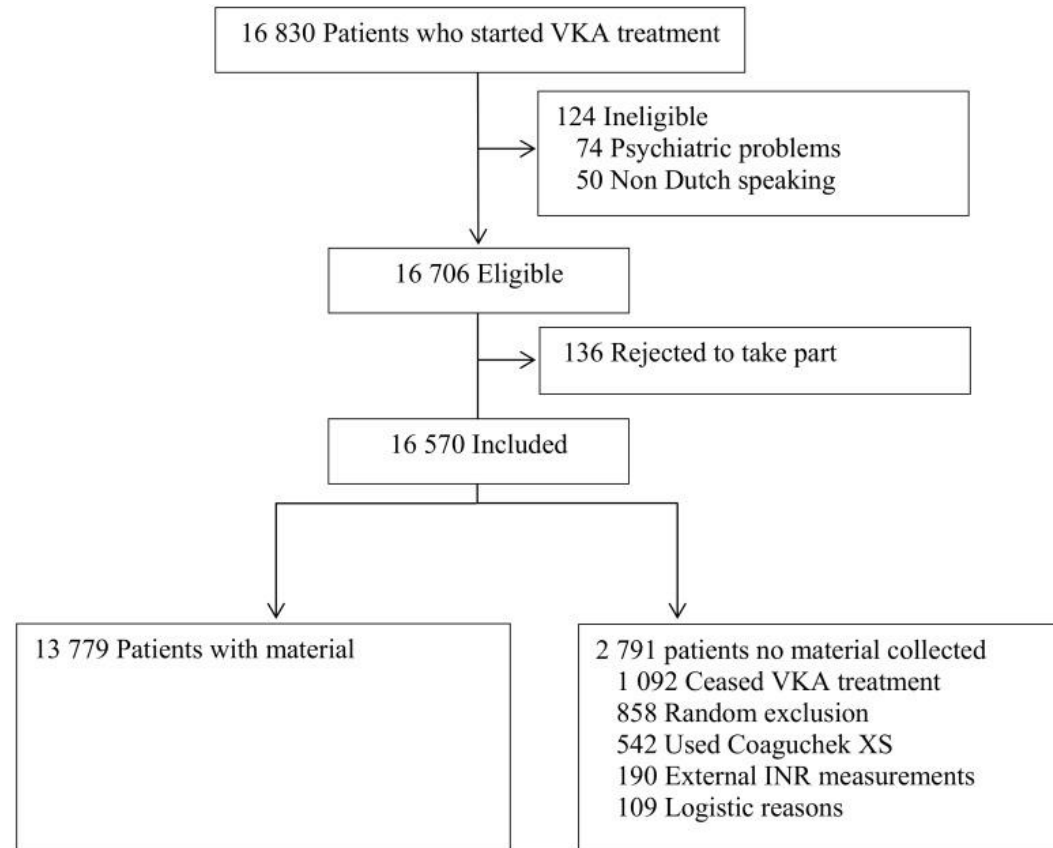 16 830 Patients who started VKA treatment
124 Ineligible
74 Psychiatric problems
50 Non Dutch speaking
16 706 Eligible
136 Rejected to take part
16 570 Included
13 779 Patients with material
2 791 patients no material collected
1 092 Ceased VKA treatment
858 Random exclusion
542 Used Coaguchek XS
190 External INR measurements
109 Logistic reasons